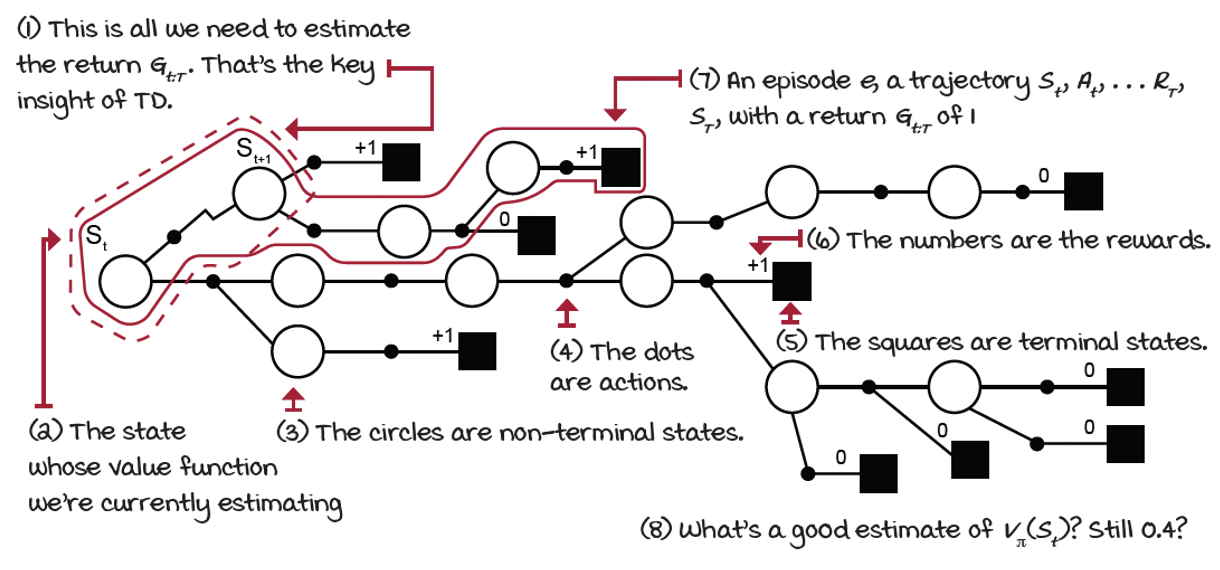 (1) This is all we need to estimate
the return G_{t:T}. That's the key
insight of TD.
(7) An episode e, a trajectory S_t, A_t, ... R_T,
S_T, with a return G_{t:T} of 1
S_{t+1}
+1
+1
0
S_t
0
(6) The numbers are the rewards.
+1
+1
(4) The dots
are actions.
(5) The squares are terminal states.
0
0
0
0
(2) The state
whose value function
we're currently estimating
(3) The circles are non-terminal states.
(8) What's a good estimate of V_π(S_t)? Still 0.4?